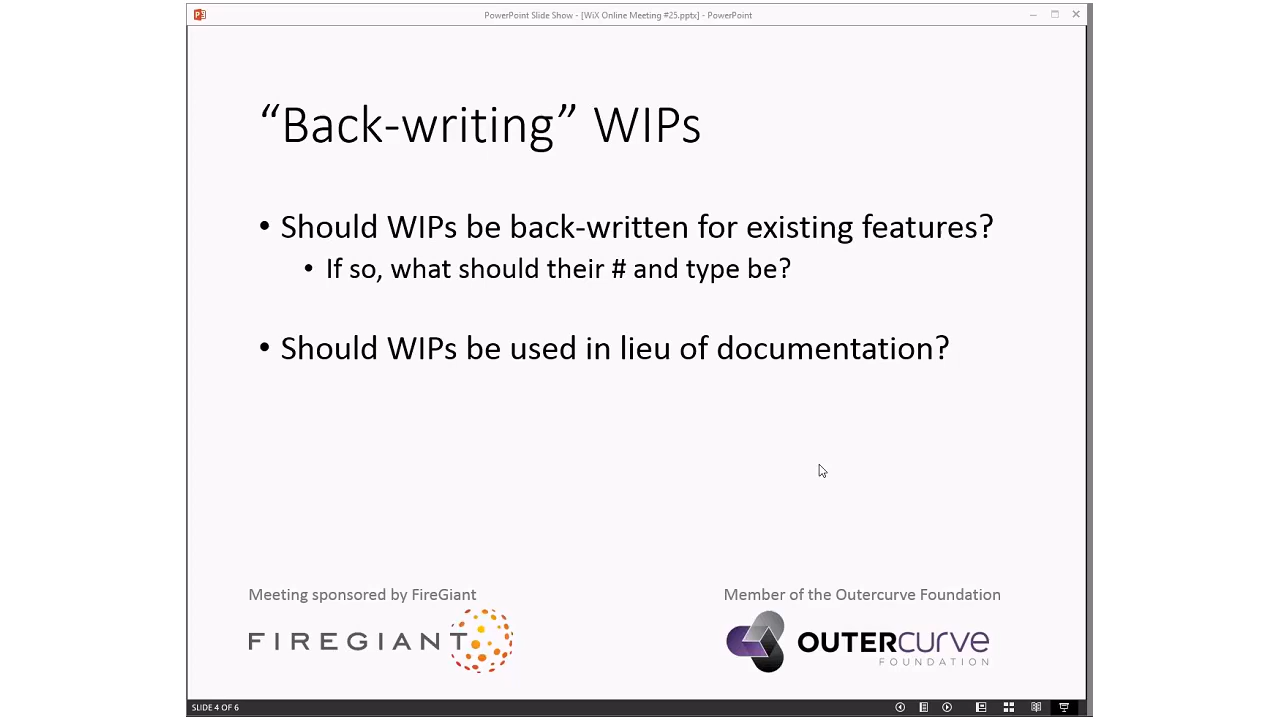 PowerPoint Slide Show - [WiX Online Meeting #25.pptx] - PowerPoint
“Back-writing” WIPs
• Should WIPs be back-written for existing features?
• If so, what should their # and type be?
• Should WIPs be used in lieu of documentation?
Meeting sponsored by FireGiant
FIREGIANT
Member of the Outercurve Foundation
OUTERCURVE
FOUNDATION
SLIDE 4 OF 6